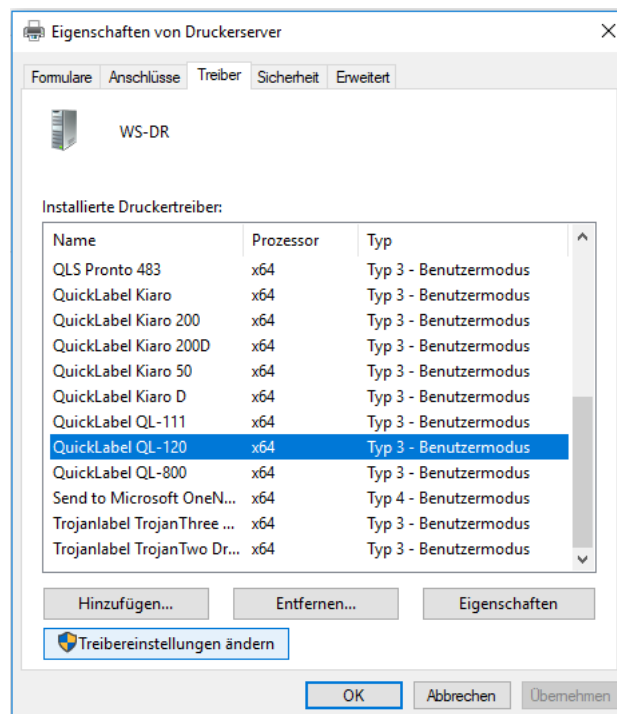 Eigenschaften von Druckerserver
Formulare Anschlüsse Treiber Sicherheit Erweitert
WS-DR
Installierte Druckertreiber:
Name Prozessor Typ
QLS Pronto 483 x64 Typ 3 - Benutzermodus
QuickLabel Kiaro x64 Typ 3 - Benutzermodus
QuickLabel Kiaro 200 x64 Typ 3 - Benutzermodus
QuickLabel Kiaro 200D x64 Typ 3 - Benutzermodus
QuickLabel Kiaro 50 x64 Typ 3 - Benutzermodus
QuickLabel Kiaro D x64 Typ 3 - Benutzermodus
QuickLabel QL-111 x64 Typ 3 - Benutzermodus
QuickLabel QL-120 x64 Typ 3 - Benutzermodus
QuickLabel QL-800 x64 Typ 3 - Benutzermodus
Send to Microsoft OneN... x64 Typ 4 - Benutzermodus
Trojanlabel TrojanThree ... x64 Typ 3 - Benutzermodus
Trojanlabel TrojanTwo Dr... x64 Typ 3 - Benutzermodus
Hinzufügen... Entfernen... Eigenschaften
Treibereinstellungen ändern
OK Abbrechen Übernehmen